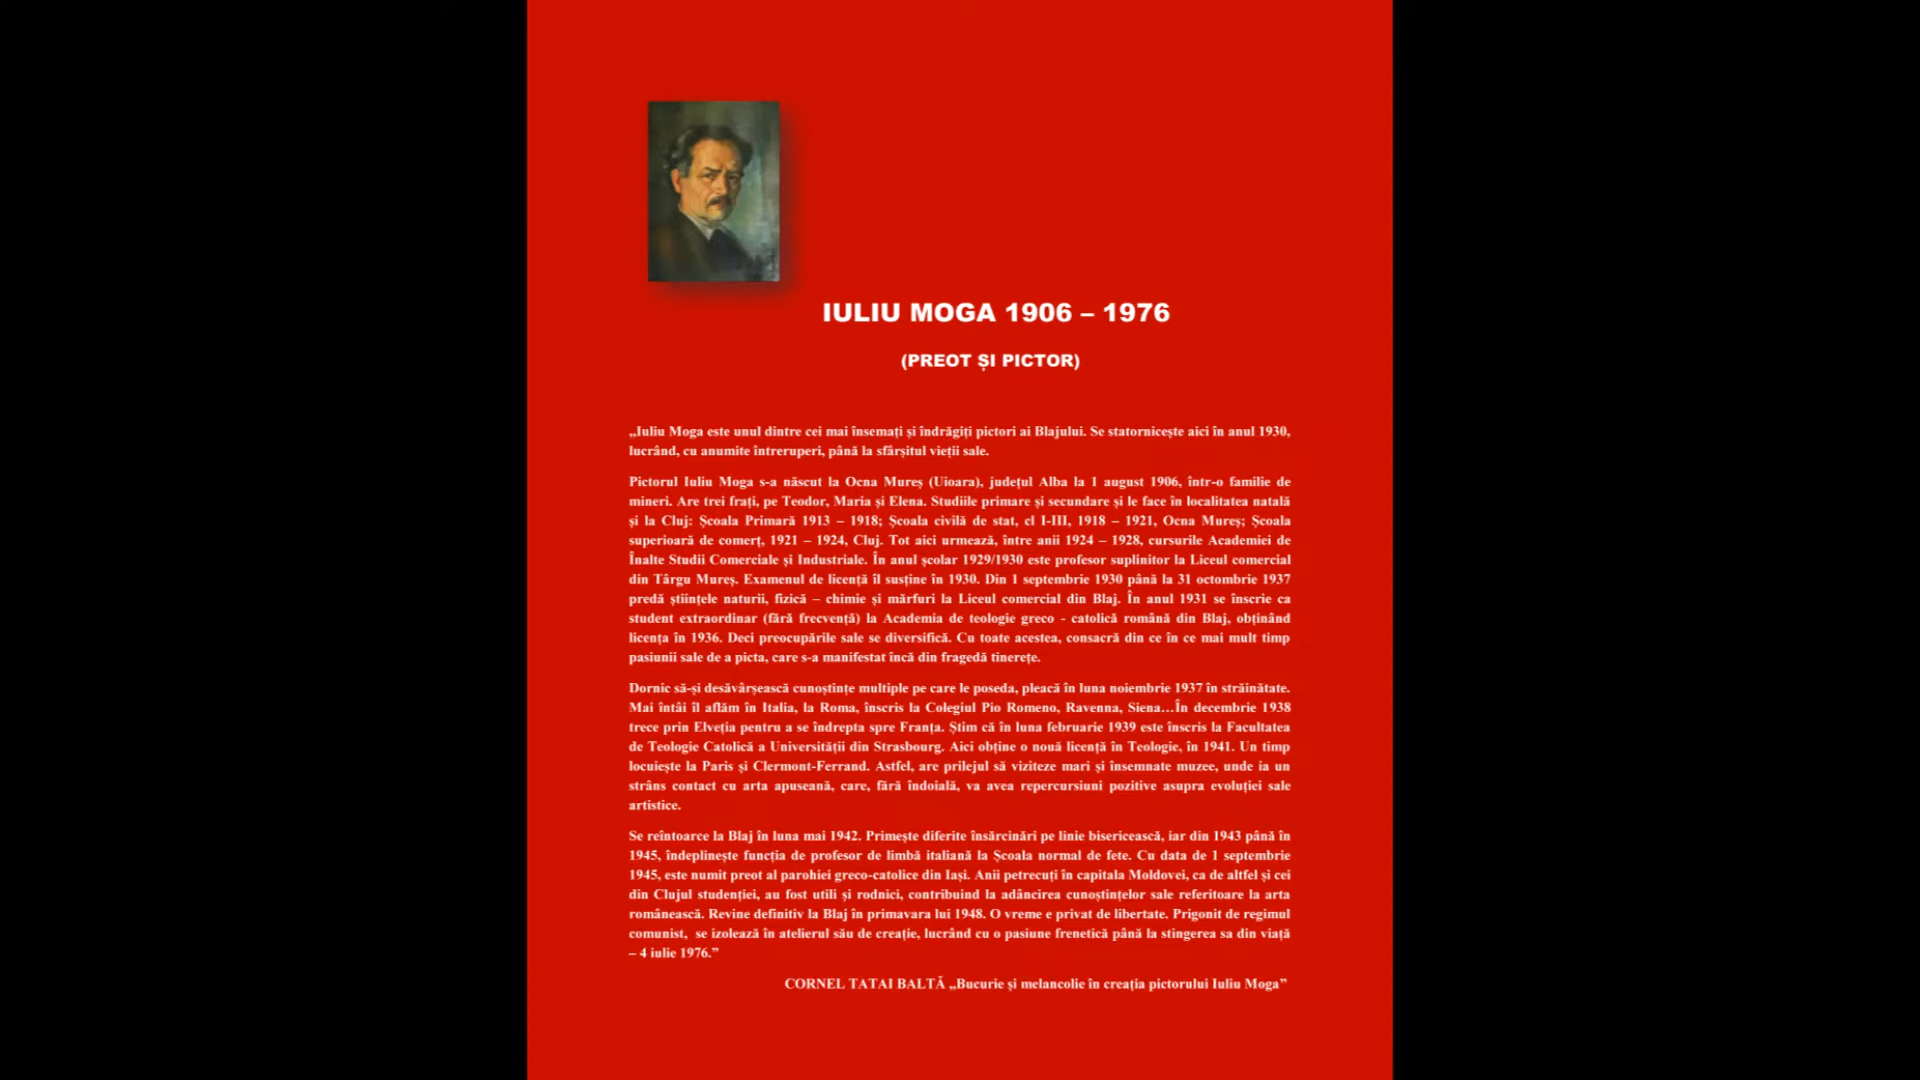 IULIU MOGA 1906 – 1976
(PREOT ȘI PICTOR)
„Iuliu Moga este unul dintre cei mai însemați și îndrăgiți pictori ai Blajului. Se statornicește aici în anul 1930,
lucrând, cu anumite întreruperi, până la sfârșitul vieții sale.
Pictorul Iuliu Moga s-a născut la Ocna Mureș (Uioara), județul Alba la 1 august 1906, într-o familie de
mineri. Are trei frați, pe Teodor, Maria și Elena. Studiile primare și secundare și le face în localitatea natală
și la Cluj: Școala Primară 1913 – 1918; Școala civilă de stat, cl I-III, 1918 – 1921, Ocna Mureș; Școala
superioară de comerț, 1921 – 1924, Cluj. Tot aici urmează, între anii 1924 – 1928, cursurile Academiei de
Înalte Studii Comerciale și Industriale. În anul școlar 1929/1930 este profesor suplinitor la Liceul comercial
din Târgu Mureș. Examenul de licență îl susține în 1930. Din 1 septembrie 1930 până la 31 octombrie 1937
predă științele naturii, fizică – chimie și mărfuri la Liceul comercial din Blaj. În anul 1931 se înscrie ca
student extraordinar (fără frecvență) la Academia de teologie greco - catolică română din Blaj, obținând
licența în 1936. Deci preocupările sale se diversifică. Cu toate acestea, consacră din ce în ce mai mult timp
pasiunii sale de a picta, care s-a manifestat încă din fragedă tinerețe.
Dornic să-și desăvârșească cunoștințe multiple pe care le poseda, pleacă în luna noiembrie 1937 în străinătate.
Mai întâi îl aflăm în Italia, la Roma, înscris la Colegiul Pio Romeno, Ravenna, Siena…În decembrie 1938
trece prin Elveția pentru a se îndrepta spre Franța. Știm că în luna februarie 1939 este înscris la Facultatea
de Teologie Catolică a Universității din Strasbourg. Aici obține o nouă licență în Teologie, în 1941. Un timp
locuiește la Paris și Clermont-Ferrand. Astfel, are prilejul să viziteze mari și însemnate muzee, unde ia un
strâns contact cu arta apuseană, care, fără îndoială, va avea repercursiuni pozitive asupra evoluției sale
artistice.
Se reîntoarce la Blaj în luna mai 1942. Primește diferite însărcinări pe linie bisericească, iar din 1943 până în
1945, îndeplinește funcția de profesor de limbă italiană la Școala normal de fete. Cu data de 1 septembrie
1945, este numit preot al parohiei greco-catolice din Iași. Anii petrecuți în capitala Moldovei, ca de altfel și cei
din Clujul studenției, au fost utili și rodnici, contribuind la adâncirea cunoștințelor sale referitoare la arta
românească. Revine definitiv la Blaj în primavara lui 1948. O vreme e privat de libertate. Prigonit de regimul
comunist, se izolează în atelierul său de creație, lucrând cu o pasiune frenetică până la stingerea sa din viață
– 4 iulie 1976.”
CORNEL TATAI BALTĂ „Bucurie și melancolie în creația pictorului Iuliu Moga”